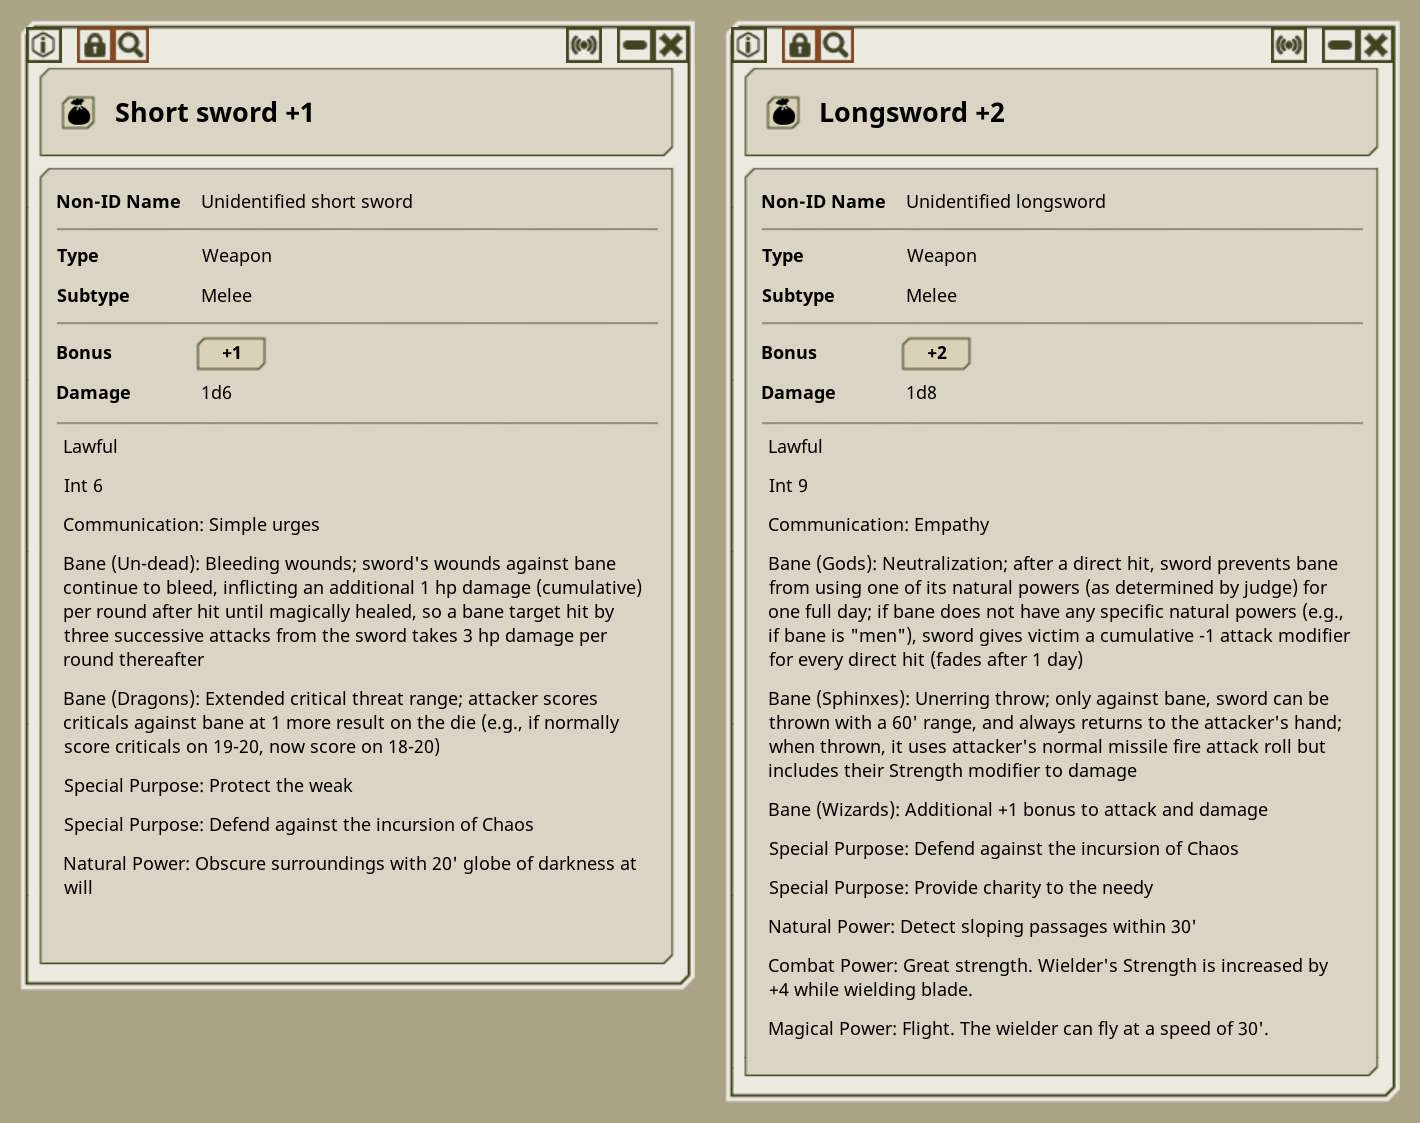 Short sword +1
Non-ID Name Unidentified short sword
Type Weapon
Subtype Melee
Bonus +1
Damage 1d6
Lawful
Int 6
Communication: Simple urges
Bane (Un-dead): Bleeding wounds; sword's wounds against bane
continue to bleed, inflicting an additional 1 hp damage (cumulative)
per round after hit until magically healed, so a bane target hit by
three successive attacks from the sword takes 3 hp damage per
round thereafter
Bane (Dragons): Extended critical threat range; attacker scores
criticals against bane at 1 more result on the die (e.g., if normally
score criticals on 19-20, now score on 18-20)
Special Purpose: Protect the weak
Special Purpose: Defend against the incursion of Chaos
Natural Power: Obscure surroundings with 20' globe of darkness at
will
Longsword +2
Non-ID Name Unidentified longsword
Type Weapon
Subtype Melee
Bonus +2
Damage 1d8
Lawful
Int 9
Communication: Empathy
Bane (Gods): Neutralization; after a direct hit, sword prevents bane
from using one of its natural powers (as determined by judge) for
one full day; if bane does not have any specific natural powers (e.g.,
if bane is "men"), sword gives victim a cumulative -1 attack modifier
for every direct hit (fades after 1 day)
Bane (Sphinxes): Unerring throw; only against bane, sword can be
thrown with a 60' range, and always returns to the attacker's hand;
when thrown, it uses attacker's normal missile fire attack roll but
includes their Strength modifier to damage
Bane (Wizards): Additional +1 bonus to attack and damage
Special Purpose: Defend against the incursion of Chaos
Special Purpose: Provide charity to the needy
Natural Power: Detect sloping passages within 30'
Combat Power: Great strength. Wielder's Strength is increased by
+4 while wielding blade.
Magical Power: Flight. The wielder can fly at a speed of 30'.